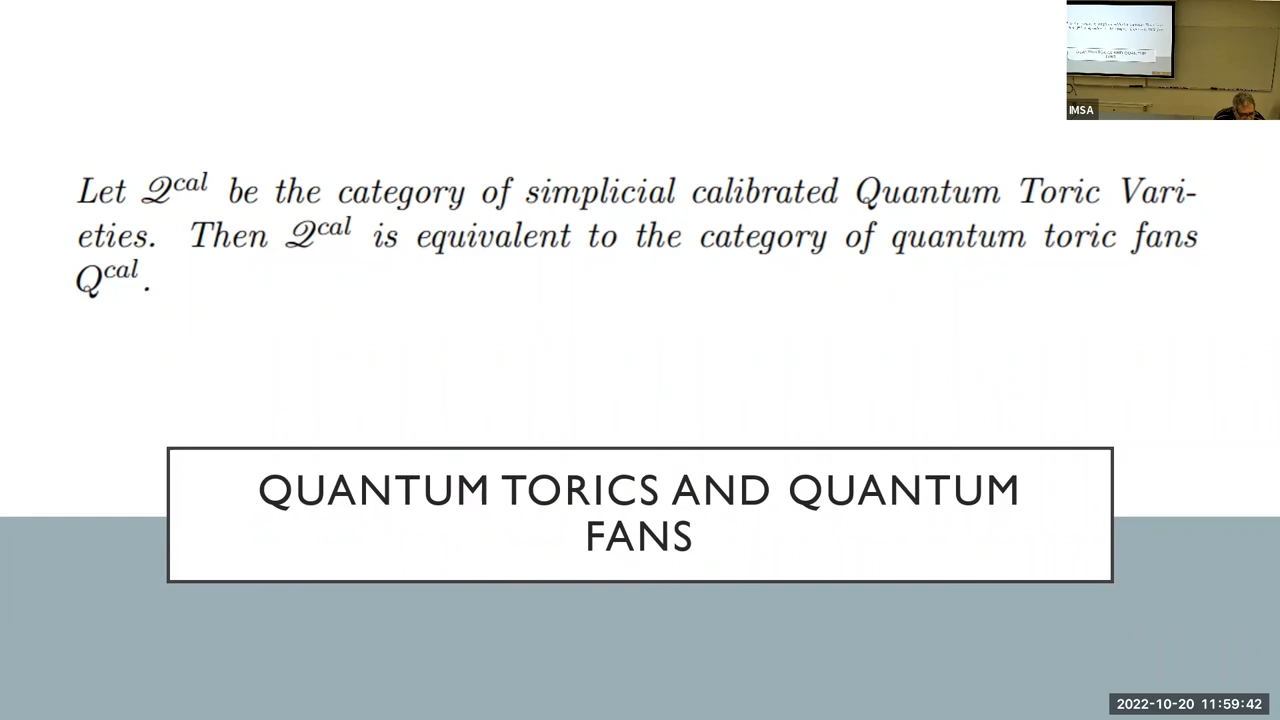 IMSA
Let 𝒬^cal be the category of simplicial calibrated Quantum Toric Vari-
eties. Then 𝒬^cal is equivalent to the category of quantum toric fans
Q^cal.
QUANTUM TORICS AND QUANTUM
FANS
2022-10-20 11:59:42